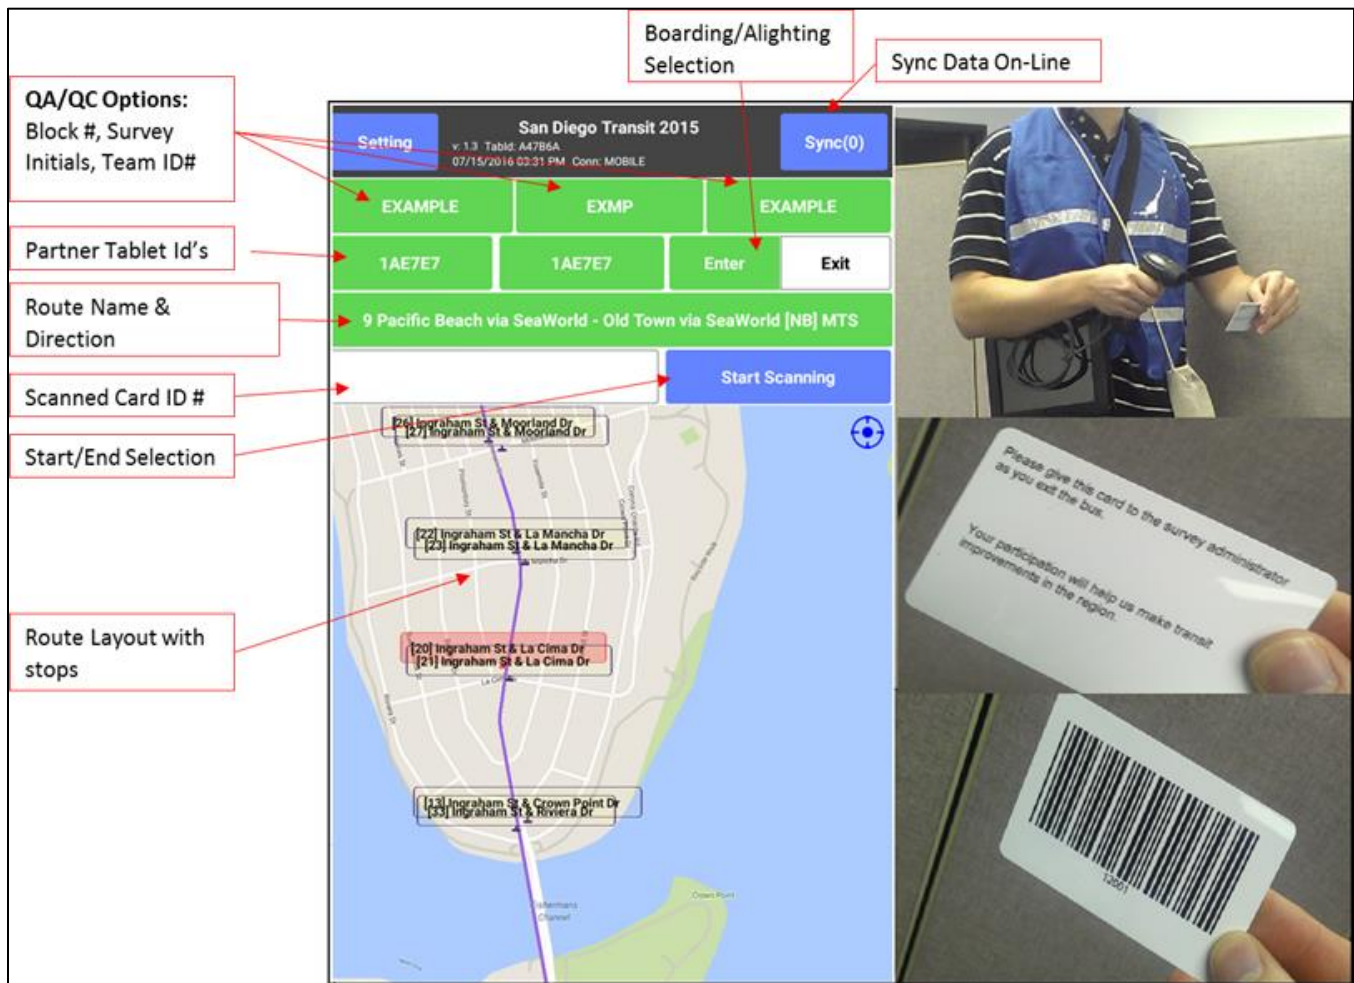 Boarding/Alighting
Selection
Sync Data On-Line
QA/QC Options:
Block #, Survey
Initials, Team ID#
Partner Tablet Id's
Route Name &
Direction
Scanned Card ID #
Start/End Selection
Route Layout with
stops
Setting
San Diego Transit 2015
v: 1.3 TabId: A47B6A
07/15/2016 03:31 PM Conn: MOBILE
Sync(0)
EXAMPLE
EXMP
EXAMPLE
1AE7E7
1AE7E7
Enter
Exit
9 Pacific Beach via SeaWorld - Old Town via SeaWorld [NB] MTS
Start Scanning
[26] Ingraham St & Moorland Dr
[27] Ingraham St & Moorland Dr
[22] Ingraham St & La Mancha Dr
[23] Ingraham St & La Mancha Dr
[20] Ingraham St & La Cima Dr
[21] Ingraham St & La Cima Dr
[13] Ingraham St & Crown Point Dr
[33] Ingraham St & Riviera Dr
Riviera Dr
Fishermans
Channel
Crown Point
Please give this card to the survey administrator
as you exit the bus.
Your participation will help us make transit
improvements in the region.
12001